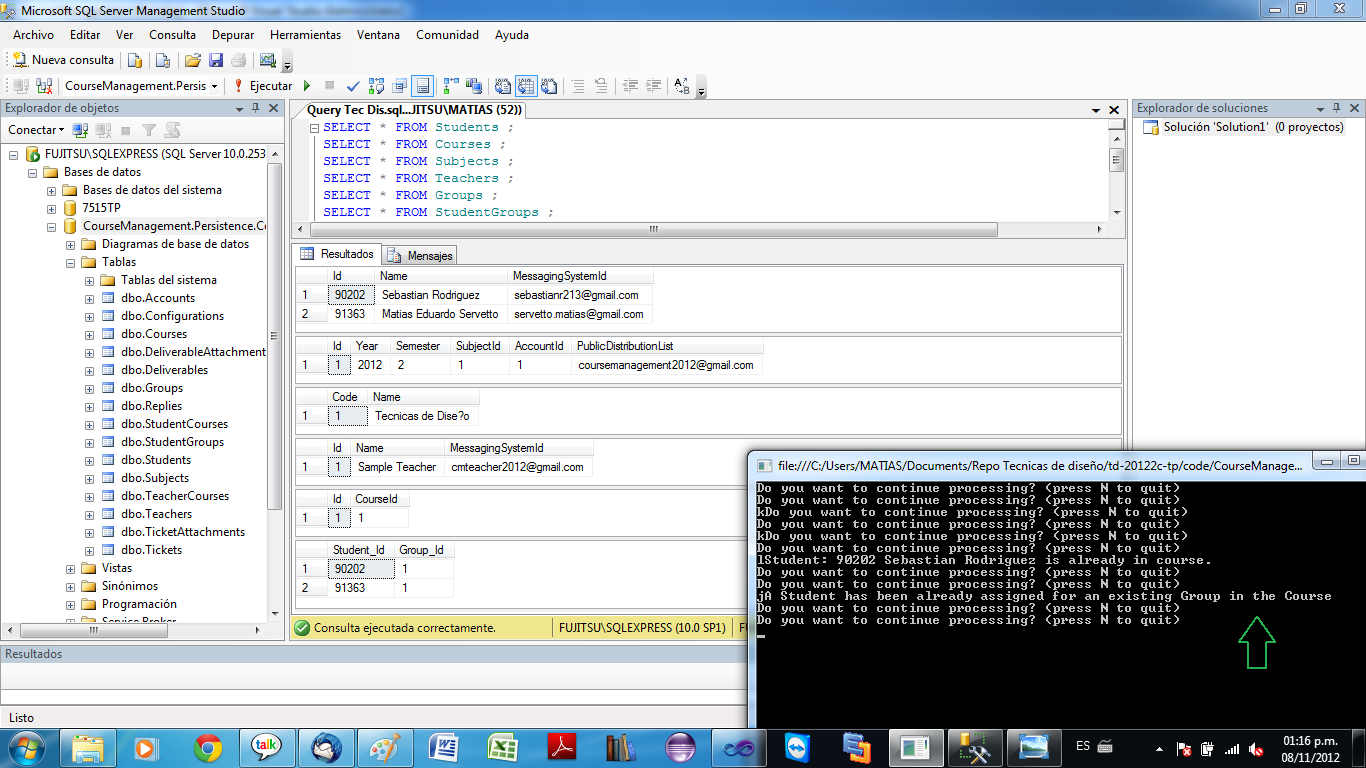 Microsoft SQL Server Management Studio
Archivo Editar Ver Consulta Depurar Herramientas Ventana Comunidad Ayuda
Nueva consulta
CourseManagement.Persis Ejecutar
Explorador de objetos
Conectar
FUJITSU\SQLEXPRESS (SQL Server 10.0.253
Bases de datos
Bases de datos del sistema
7515TP
CourseManagement.Persistence.Co
Diagramas de base de datos
Tablas
Tablas del sistema
dbo.Accounts
dbo.Configurations
dbo.Courses
dbo.DeliverableAttachment
dbo.Deliverables
dbo.Groups
dbo.Replies
dbo.StudentCourses
dbo.StudentGroups
dbo.Students
dbo.Subjects
dbo.TeacherCourses
dbo.Teachers
dbo.TicketAttachments
dbo.Tickets
Vistas
Sinónimos
Programación
Service Broker
Query Tec Dis.sql...JITSU\MATIAS (52))
SELECT * FROM Students ;
SELECT * FROM Courses ;
SELECT * FROM Subjects ;
SELECT * FROM Teachers ;
SELECT * FROM Groups ;
SELECT * FROM StudentGroups ;
Resultados Mensajes
Id Name MessagingSystemId
1 90202 Sebastian Rodriguez sebastianr213@gmail.com
2 91363 Matias Eduardo Servetto servetto.matias@gmail.com
Id Year Semester SubjectId AccountId PublicDistributionList
1 1 2012 2 1 1 coursemanagement2012@gmail.com
Code Name
1 1 Tecnicas de Dise?o
Id Name MessagingSystemId
1 1 Sample Teacher cmteacher2012@gmail.com
Id CourseId
1 1 1
Student_Id Group_Id
1 90202 1
2 91363 1
Consulta ejecutada correctamente. FUJITSU\SQLEXPRESS (10.0 SP1) FU
Explorador de soluciones
Solución 'Solution1' (0 proyectos)
file:///C:/Users/MATIAS/Documents/Repo Tecnicas de diseño/td-20122c-tp/code/CourseManage...
Do you want to continue processing? (press N to quit)
Do you want to continue processing? (press N to quit)
kDo you want to continue processing? (press N to quit)
Do you want to continue processing? (press N to quit)
kDo you want to continue processing? (press N to quit)
Do you want to continue processing? (press N to quit)
lStudent: 90202 Sebastian Rodriguez is already in course.
Do you want to continue processing? (press N to quit)
Do you want to continue processing? (press N to quit)
jA Student has been already assigned for an existing Group in the Course
Do you want to continue processing? (press N to quit)
Do you want to continue processing? (press N to quit)
Resultados
Listo
talk
ES
01:16 p.m.
08/11/2012